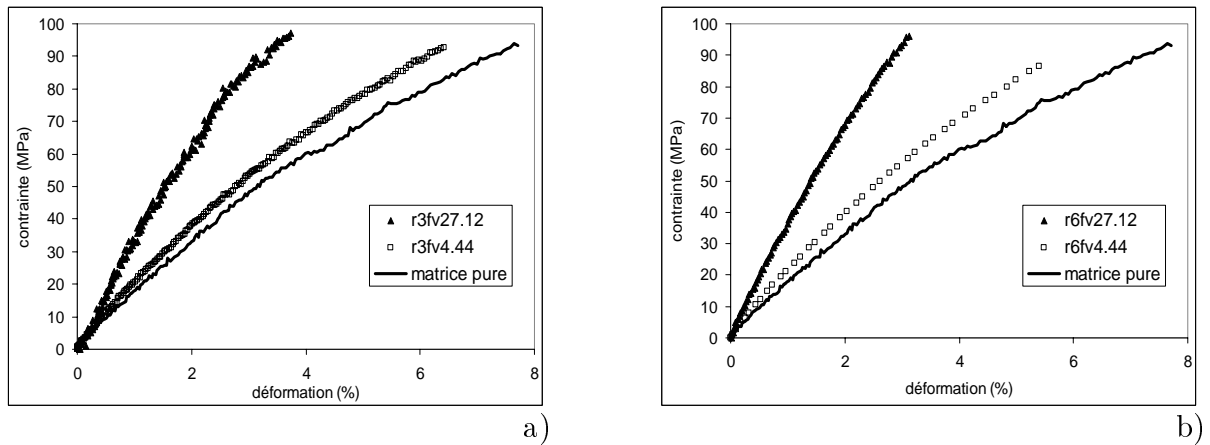 100
90
80
70
60
50
40
30
20
10
0
contrainte (MPa)
r3fv27.12
r3fv4.44
matrice pure
0 2 4 6 8
déformation (%)
a)
100
90
80
70
60
50
40
30
20
10
0
contrainte (MPa)
r6fv27.12
r6fv4.44
matrice pure
0 2 4 6 8
déformation (%)
b)